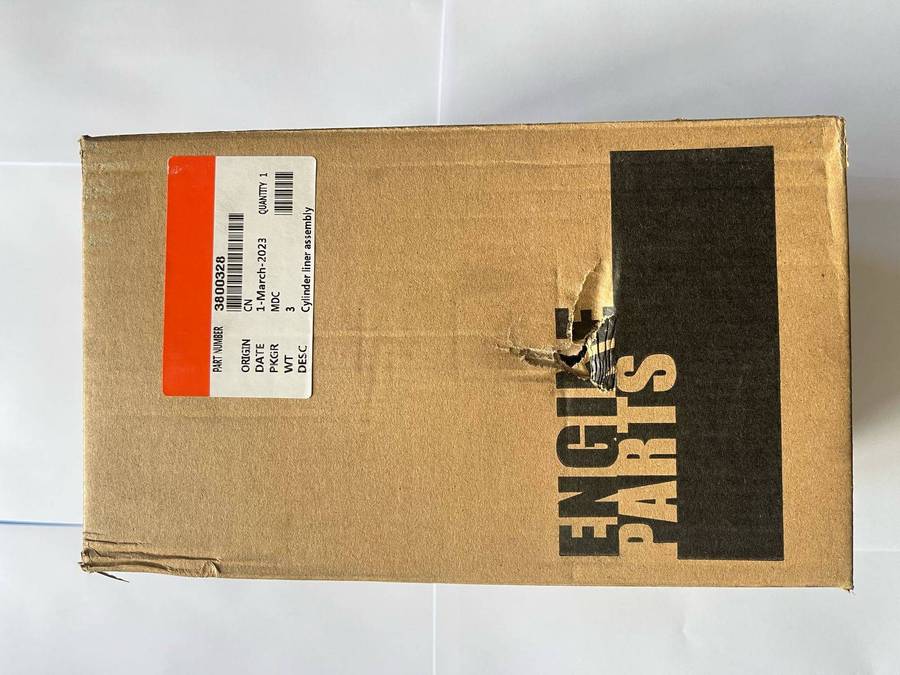 PART NUMBER 3800328
ORIGIN CN
DATE 1-March-2023
PKGR MDC
WT 3
DESC Cylinder liner assembly
QUANTITY 1
PARTS